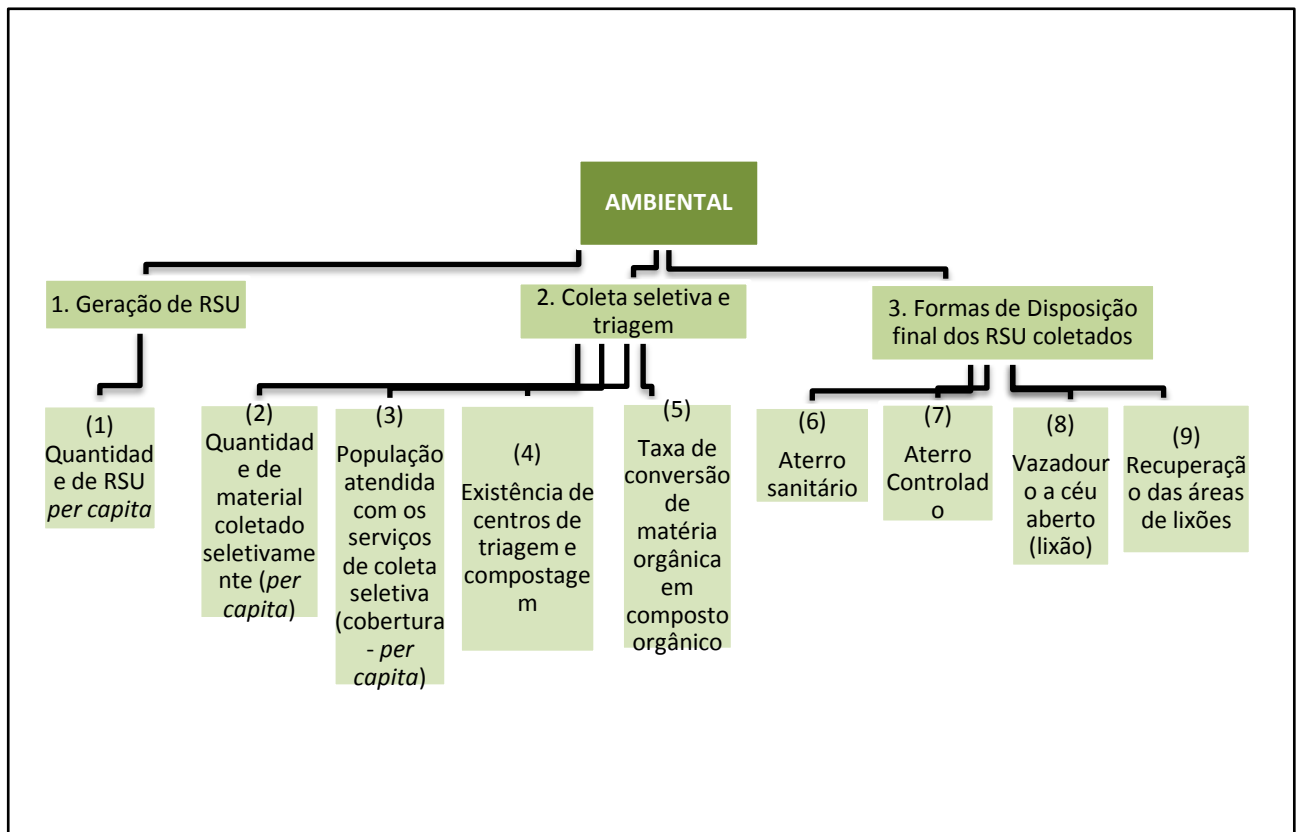 AMBIENTAL
1. Geração de RSU
2. Coleta seletiva e
triagem
3. Formas de Disposição
final dos RSU coletados
(1)
Quantidad
e de RSU
per capita
(2)
Quantidad
e de
material
coletado
seletivame
nte (per
capita)
(3)
População
atendida
com os
serviços
de coleta
seletiva
(cobertura
- per
capita)
(4)
Existência de
centros de
triagem e
compostage
m
(5)
Taxa de
conversão
de
matéria
orgânica
em
composto
orgânico
(6)
Aterro
sanitário
(7)
Aterro
Controlad
o
(8)
Vazadour
o a céu
aberto
(lixão)
(9)
Recuperaçã
o das áreas
de lixões